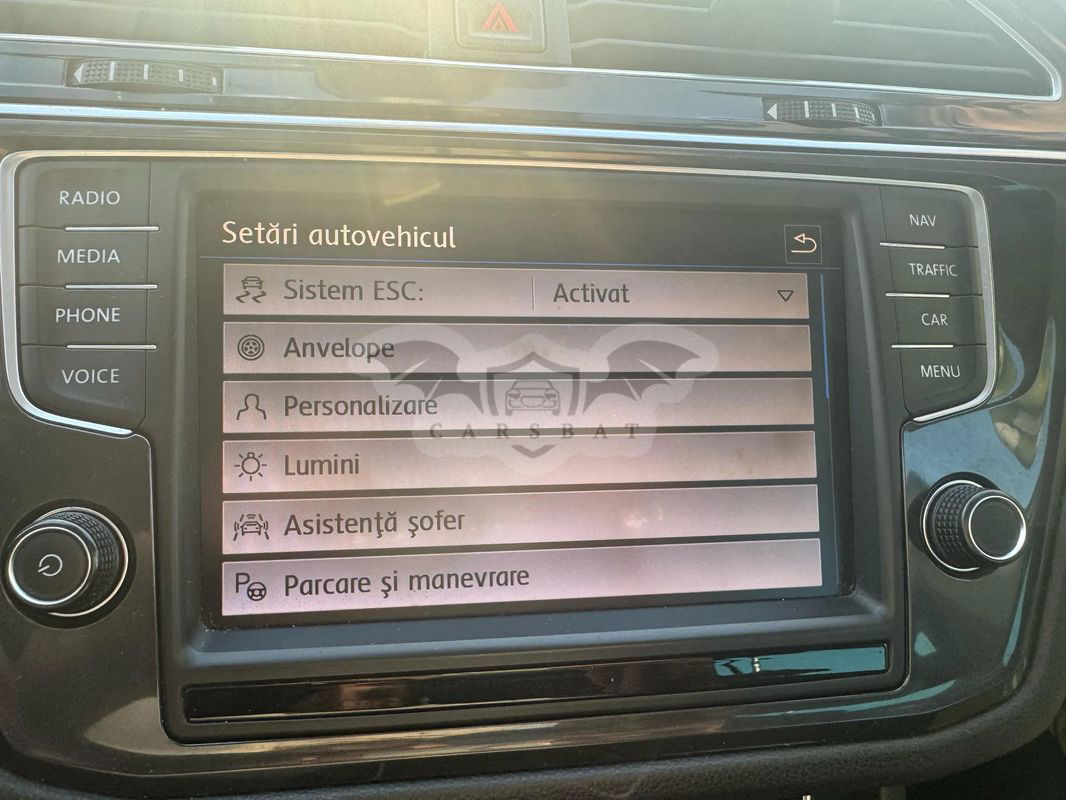 RADIO
MEDIA
PHONE
VOICE
Setări autovehicul
Sistem ESC: Activat
Anvelope
Personalizare
Lumini
Asistenţă şofer
Parcare şi manevrare
NAV
TRAFFIC
CAR
MENU
CARSBAT